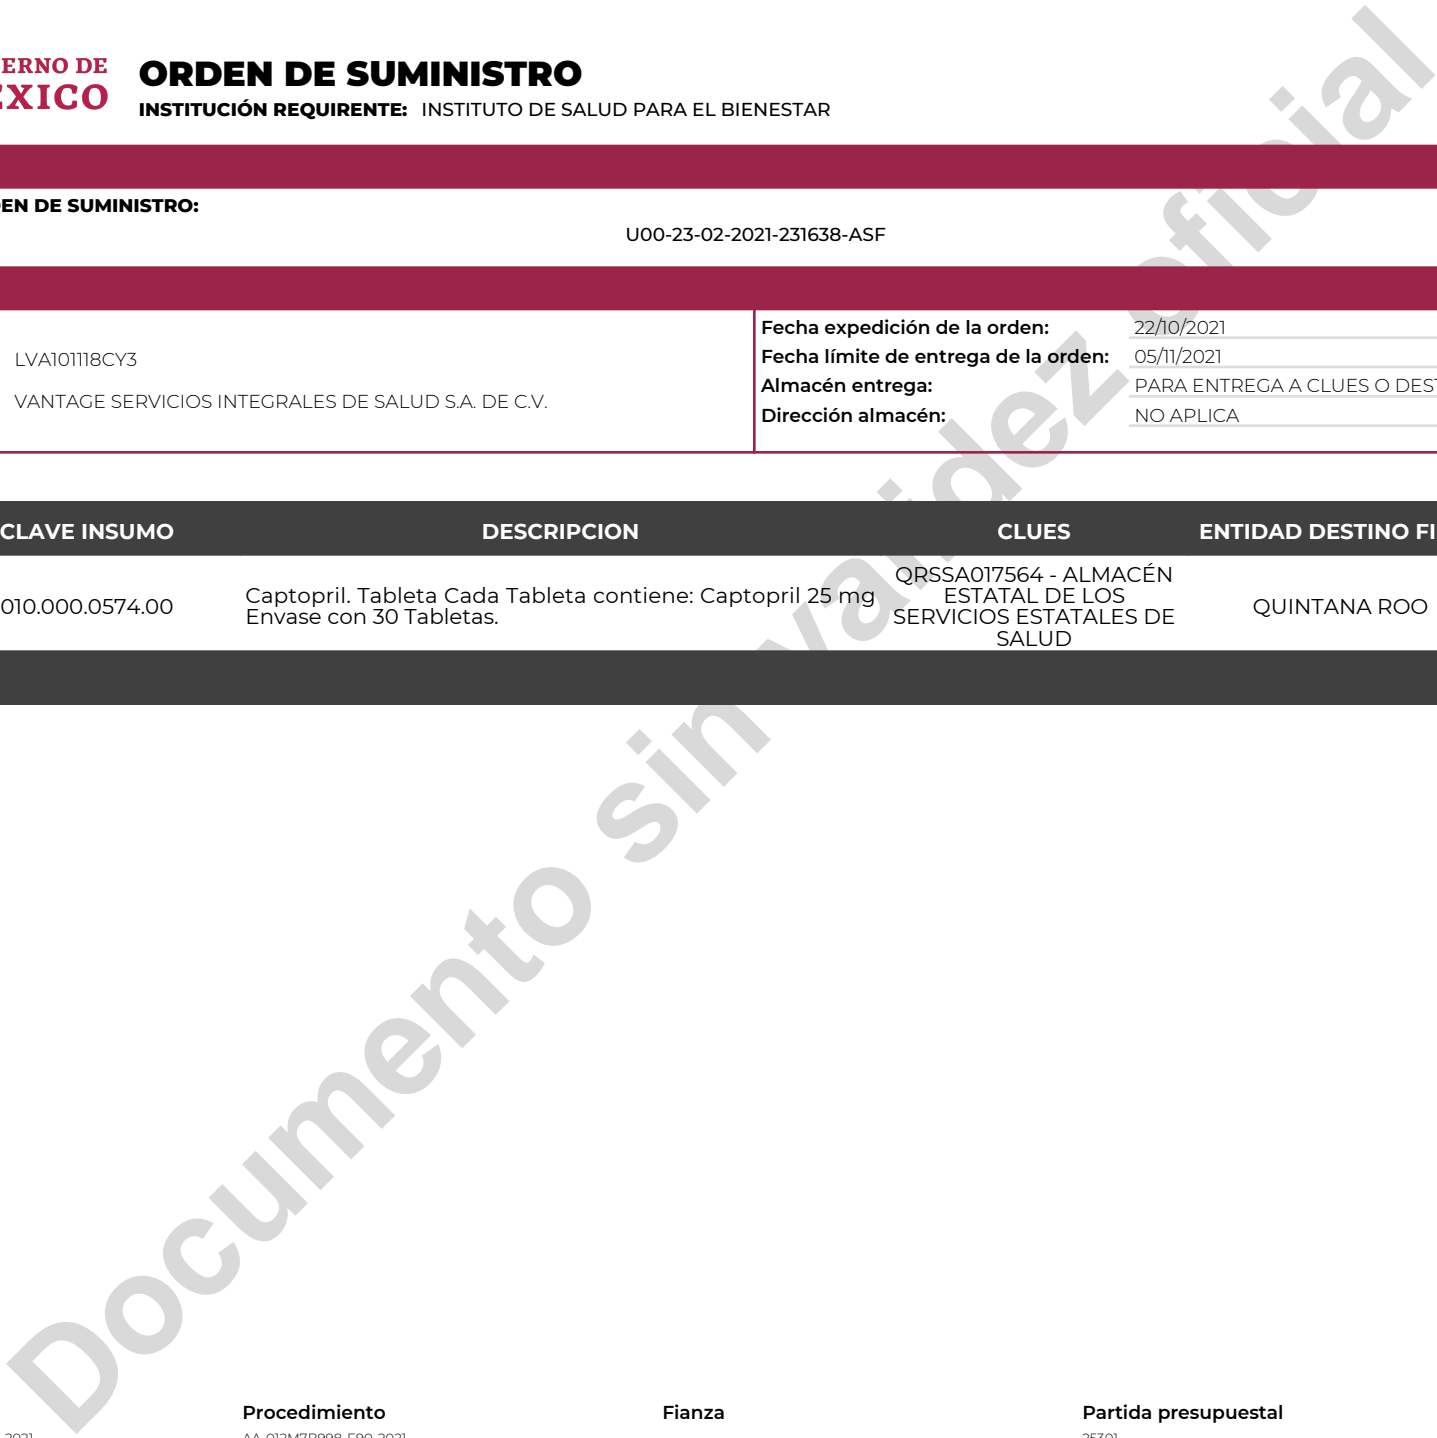 ERNO DE
ORDEN DE SUMINISTRO
EXICO
INSTITUCIÓN REQUIRENTE: INSTITUTO DE SALUD PARA EL BIENESTAR
EN DE SUMINISTRO:
U00-23-02-2021-231638-ASF
LVA101118CY3
VANTAGE SERVICIOS INTEGRALES DE SALUD S.A. DE C.V.
Fecha expedición de la orden: 22/10/2021
Fecha límite de entrega de la orden: 05/11/2021
Almacén entrega: PARA ENTREGA A CLUES O DEST
Dirección almacén: NO APLICA
CLAVE INSUMO DESCRIPCION CLUES ENTIDAD DESTINO FI
010.000.0574.00
Captopril. Tableta Cada Tableta contiene: Captopril 25 mg
Envase con 30 Tabletas.
QRSSA017564 - ALMACÉN
ESTATAL DE LOS
SERVICIOS ESTATALES DE
SALUD
QUINTANA ROO
Documento sin validez oficial
Procedimiento Fianza Partida presupuestal